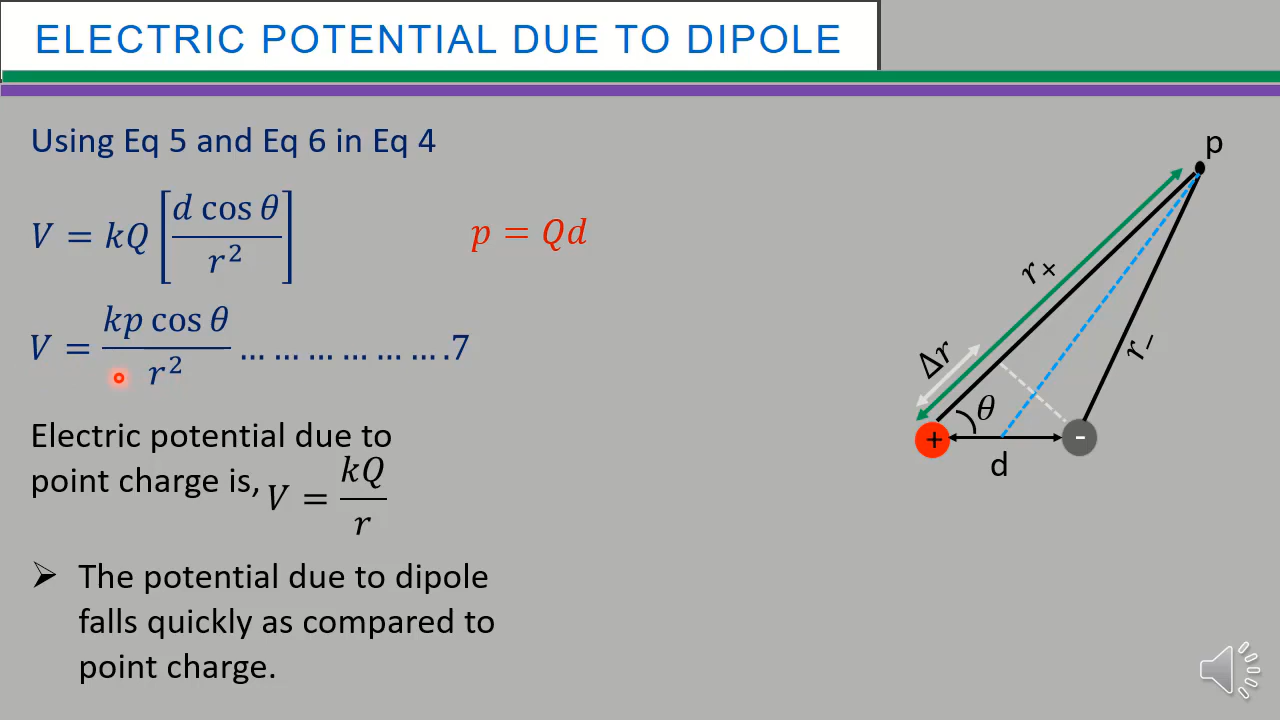 ELECTRIC POTENTIAL DUE TO DIPOLE
Using Eq 5 and Eq 6 in Eq 4
V = kQ [d cos θ / r²]
p = Qd
V = kp cos θ / r² ... ... ... ... ... ... .7
Electric potential due to
point charge is, V = kQ / r
➢ The potential due to dipole
falls quickly as compared to
point charge.
p
r₊
Δr
r₋
θ
+
-
d